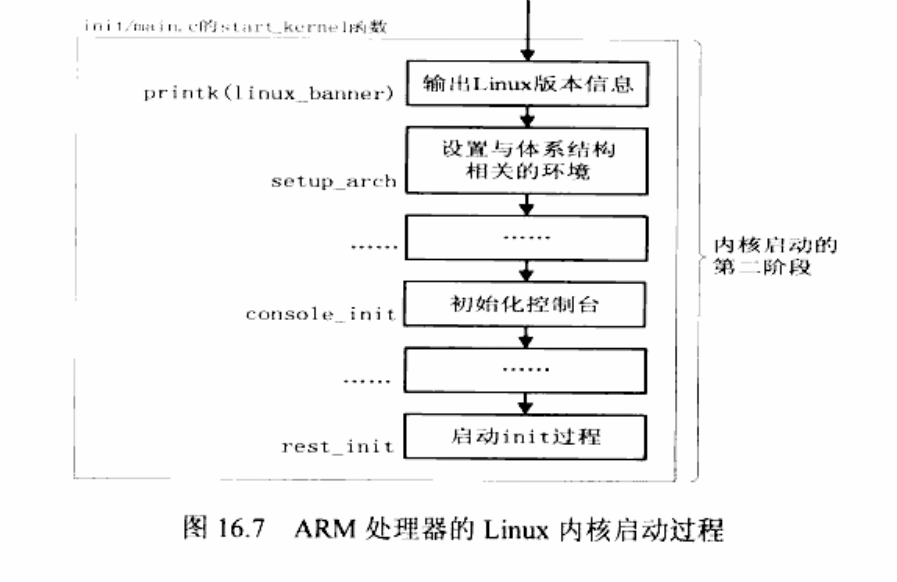 init/main.c的start_kernel函数
printk(linux_banner)
输出Linux版本信息
setup_arch
设置与体系结构
相关的环境
......
......
内核启动的
第二阶段
console_init
初始化控制台
......
......
rest_init
启动init过程
图 16.7 ARM 处理器的 Linux 内核启动过程